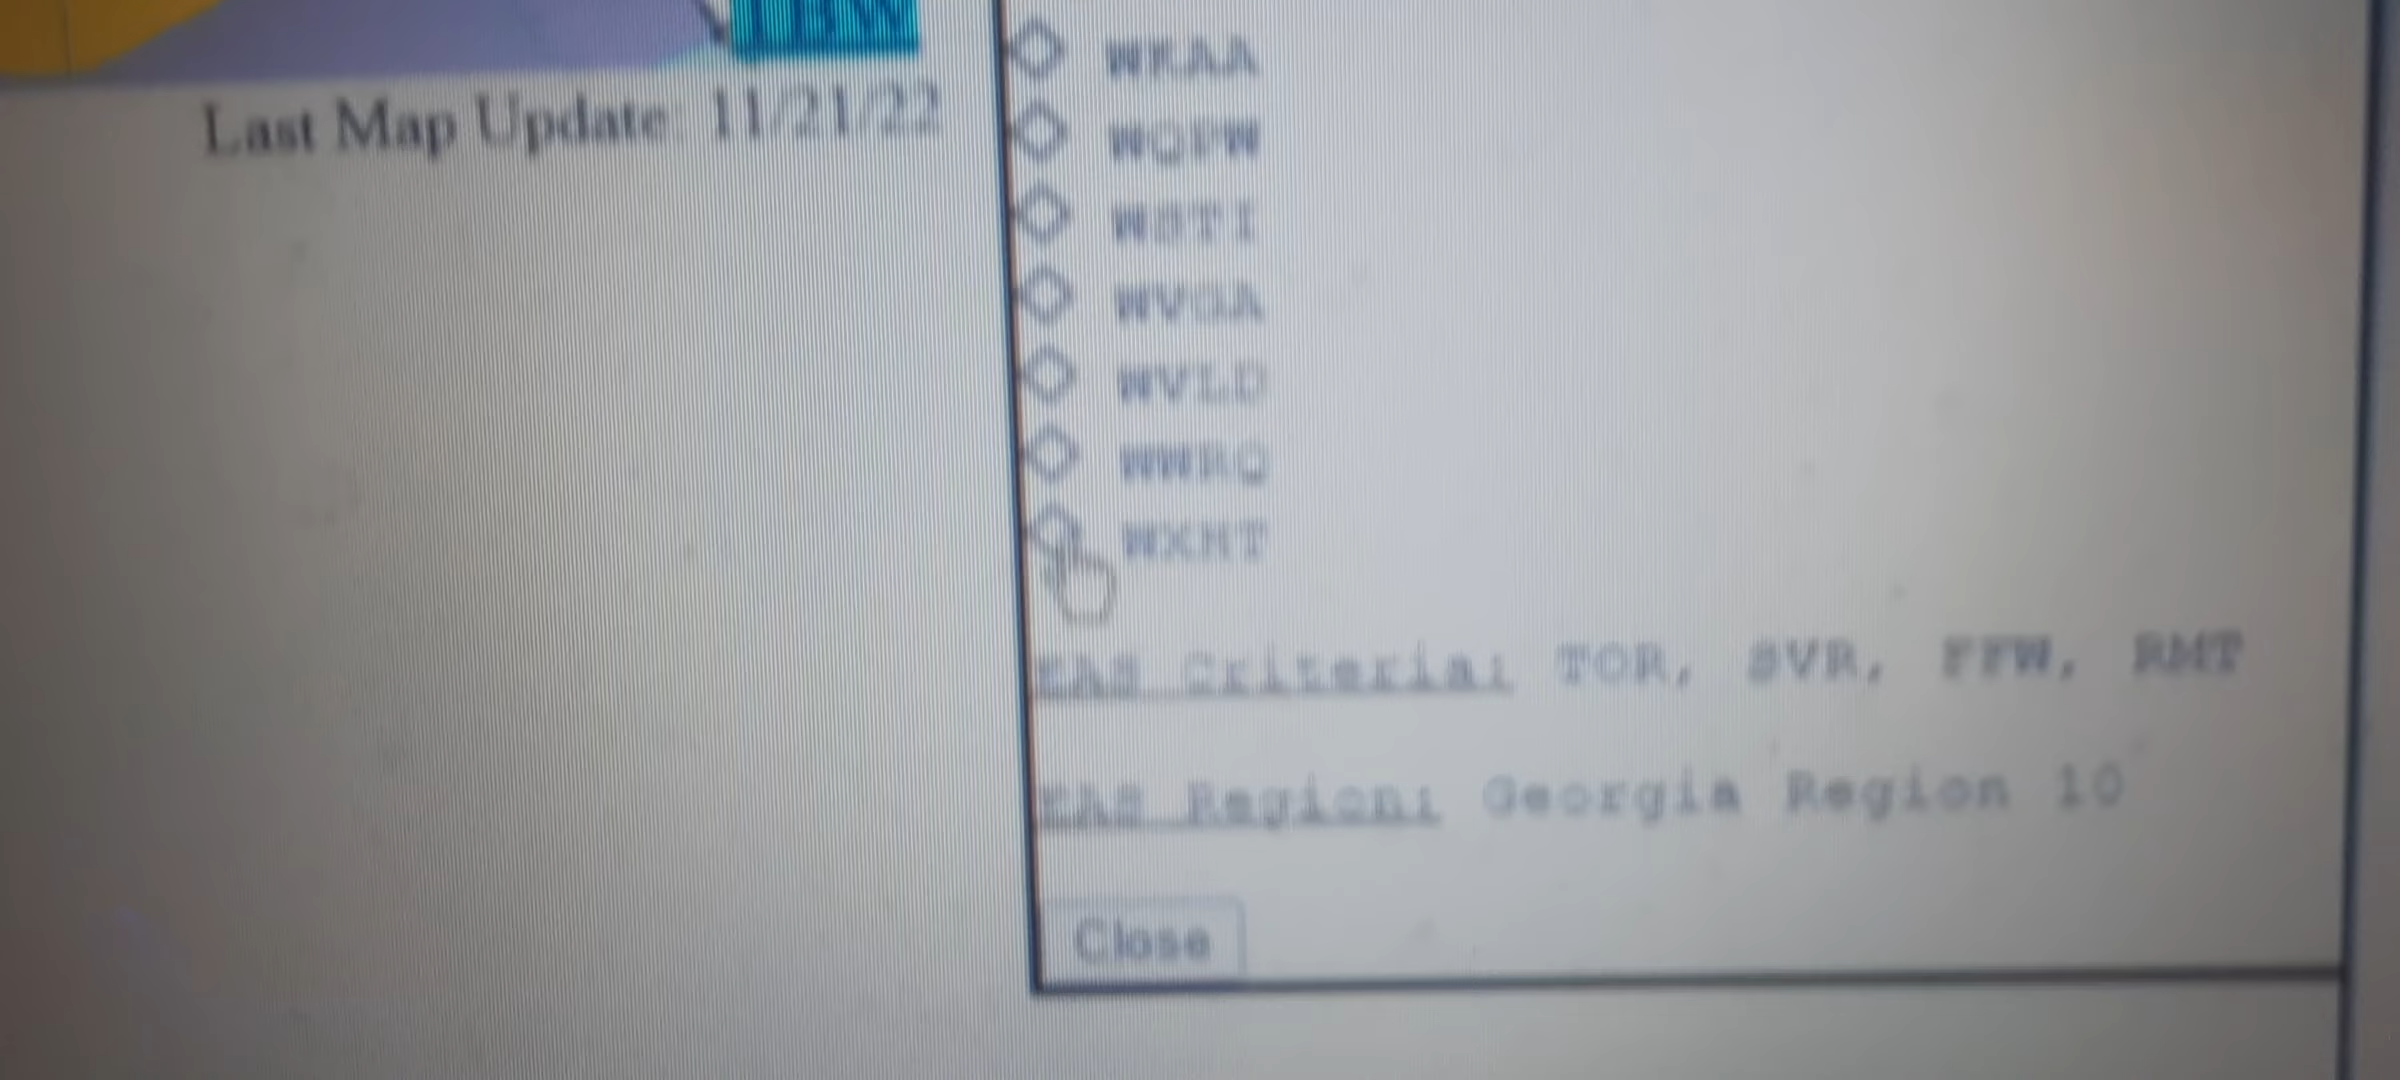 TBW
Last Map Update: 11/21/22
WKAA
WQPW
WSTI
WVGA
WVLD
WWRQ
WXHT
EAS Criteria: TOR, SVR, FFW, RMT
EAS Region: Georgia Region 10
Close